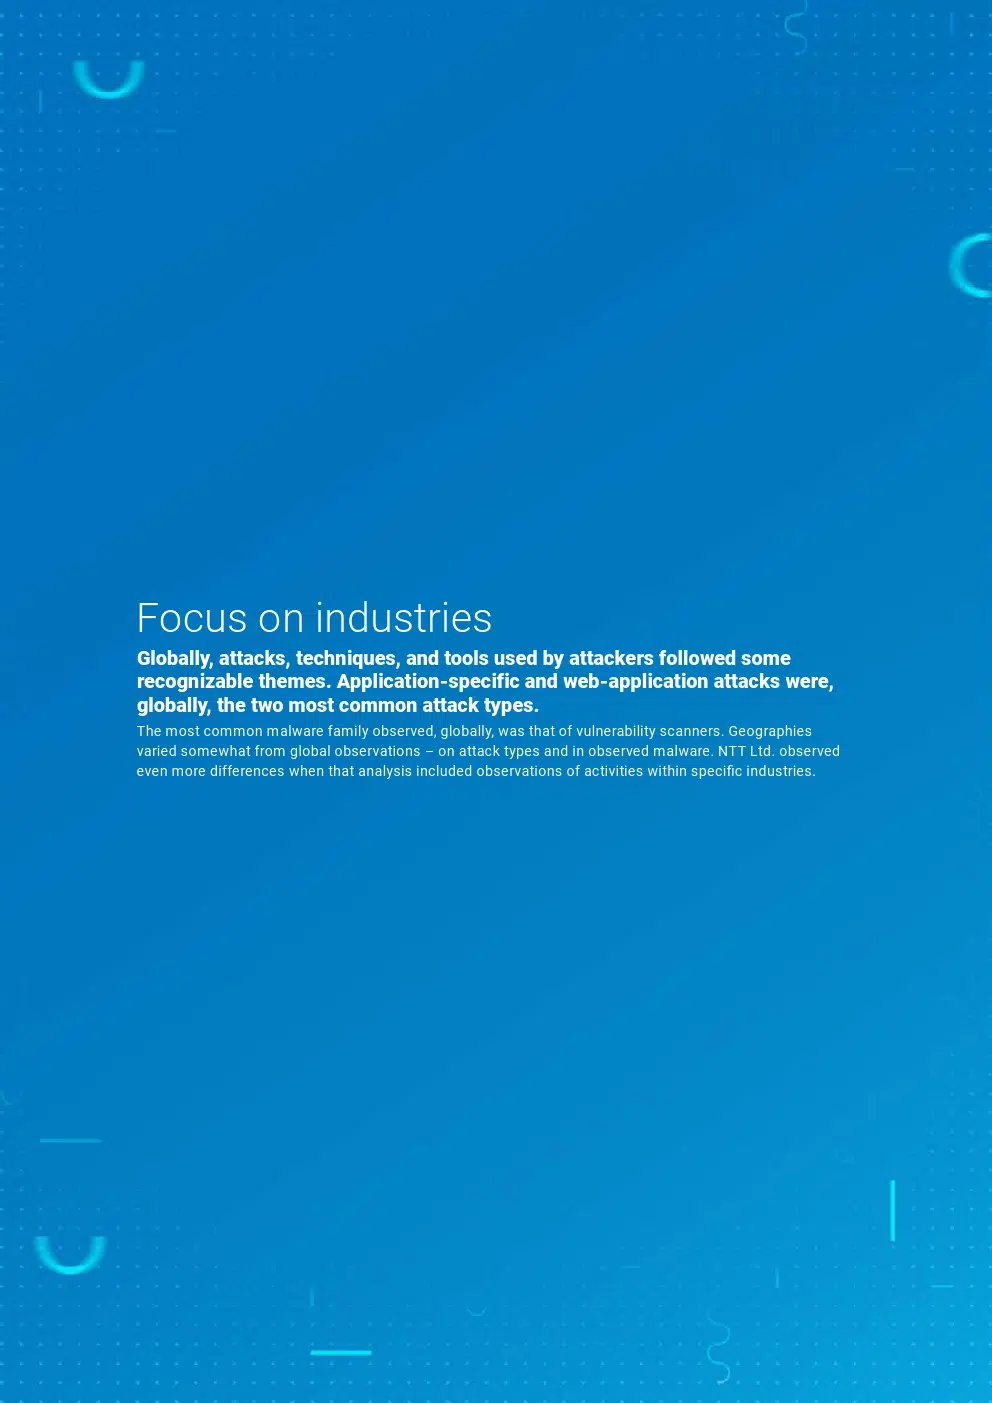 Focus on industries
Globally, attacks, techniques, and tools used by attackers followed some
recognizable themes. Application-specific and web-application attacks were,
globally, the two most common attack types.
The most common malware family observed, globally, was that of vulnerability scanners. Geographies
varied somewhat from global observations – on attack types and in observed malware. NTT Ltd. observed
even more differences when that analysis included observations of activities within specific industries.